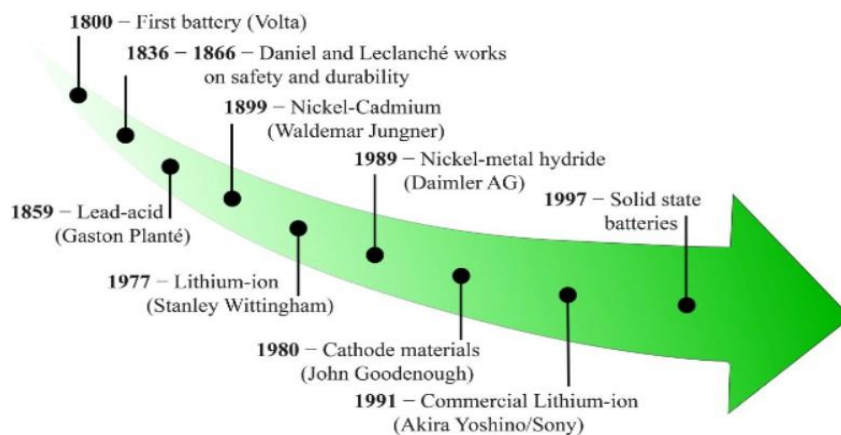 1800 – First battery (Volta)
1836 – 1866 – Daniel and Leclanché works
on safety and durability
1859 – Lead-acid
(Gaston Planté)
1899 – Nickel-Cadmium
(Waldemar Jungner)
1977 – Lithium-ion
(Stanley Wittingham)
1989 – Nickel-metal hydride
(Daimler AG)
1980 – Cathode materials
(John Goodenough)
1991 – Commercial Lithium-ion
(Akira Yoshino/Sony)
1997 – Solid state
batteries